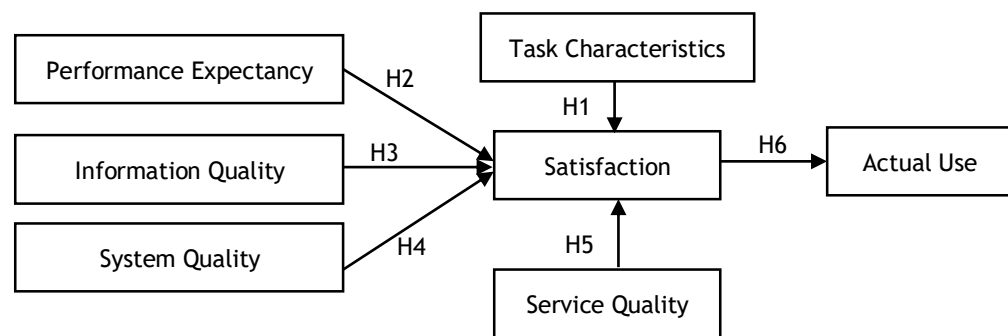 Task Characteristics
Performance Expectancy
H2
H1
H3
H6
Information Quality
Satisfaction
Actual Use
System Quality
H4
H5
Service Quality